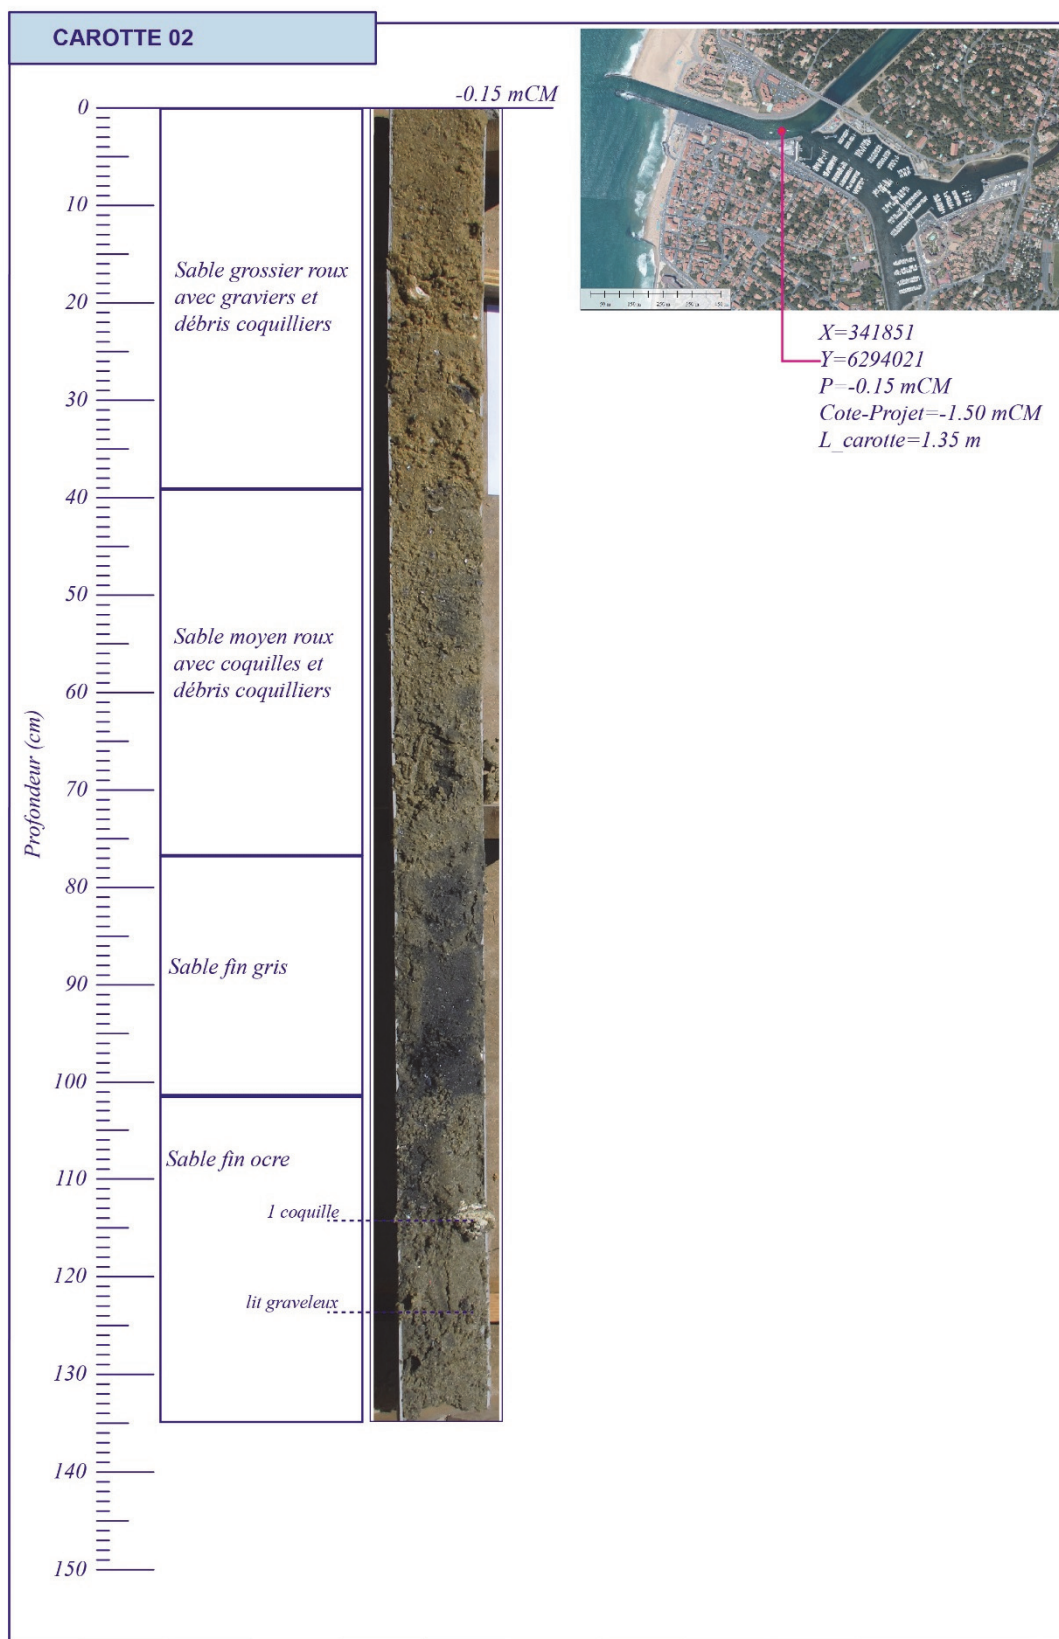 CAROTTE 02
-0.15 mCM
0
10
20
30
40
50
60
70
80
90
100
110
120
130
140
150
Profondeur (cm)
Sable grossier roux
avec graviers et
débris coquilliers
Sable moyen roux
avec coquilles et
débris coquilliers
Sable fin gris
Sable fin ocre
1 coquille
lit graveleux
X=341851
Y=6294021
P=-0.15 mCM
Cote-Projet=-1.50 mCM
L_carotte=1.35 m